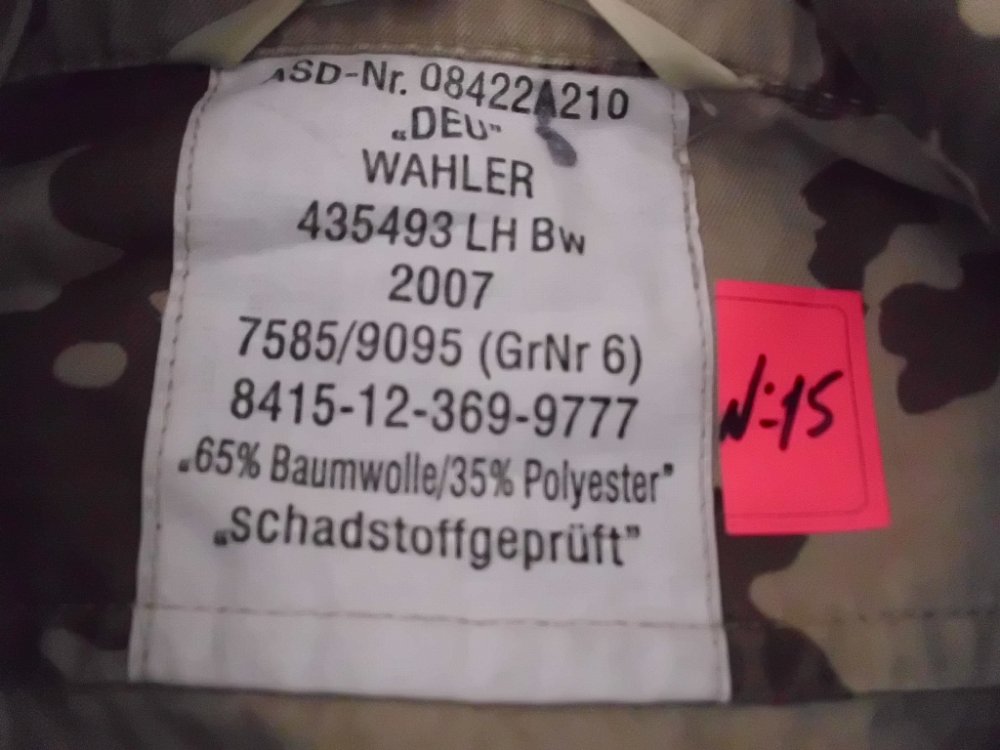 ASD-Nr. 08422A210
„DEU”
WAHLER
435493 LH Bw
2007
7585/9095 (GrNr 6)
8415-12-369-9777
„65% Baumwolle/35% Polyester”
„Schadstoffgeprüft”
N-15